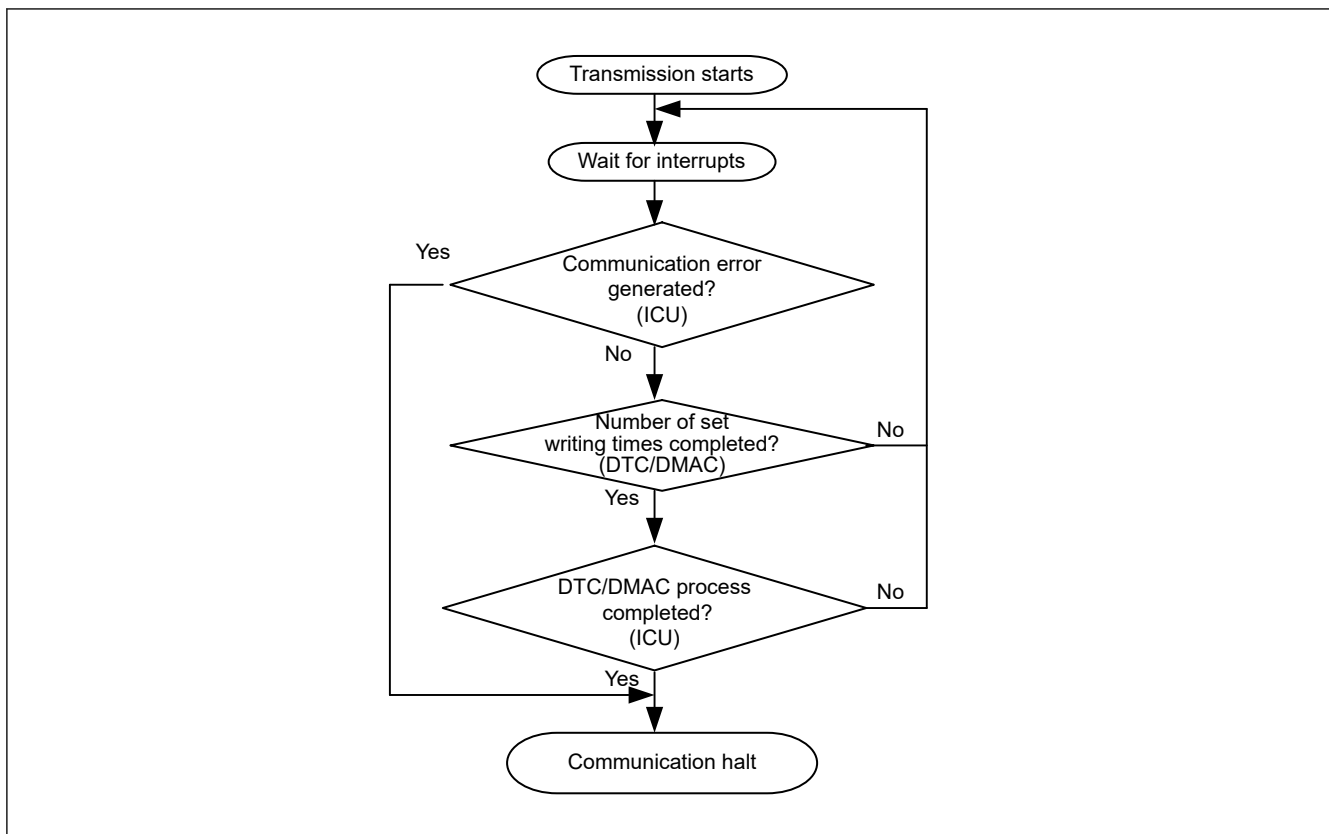 Transmission starts
Wait for interrupts
Yes
Communication error
generated?
(ICU)
No
Number of set
writing times completed?
(DTC/DMAC)
No
Yes
DTC/DMAC process
completed?
(ICU)
No
Yes
Communication halt